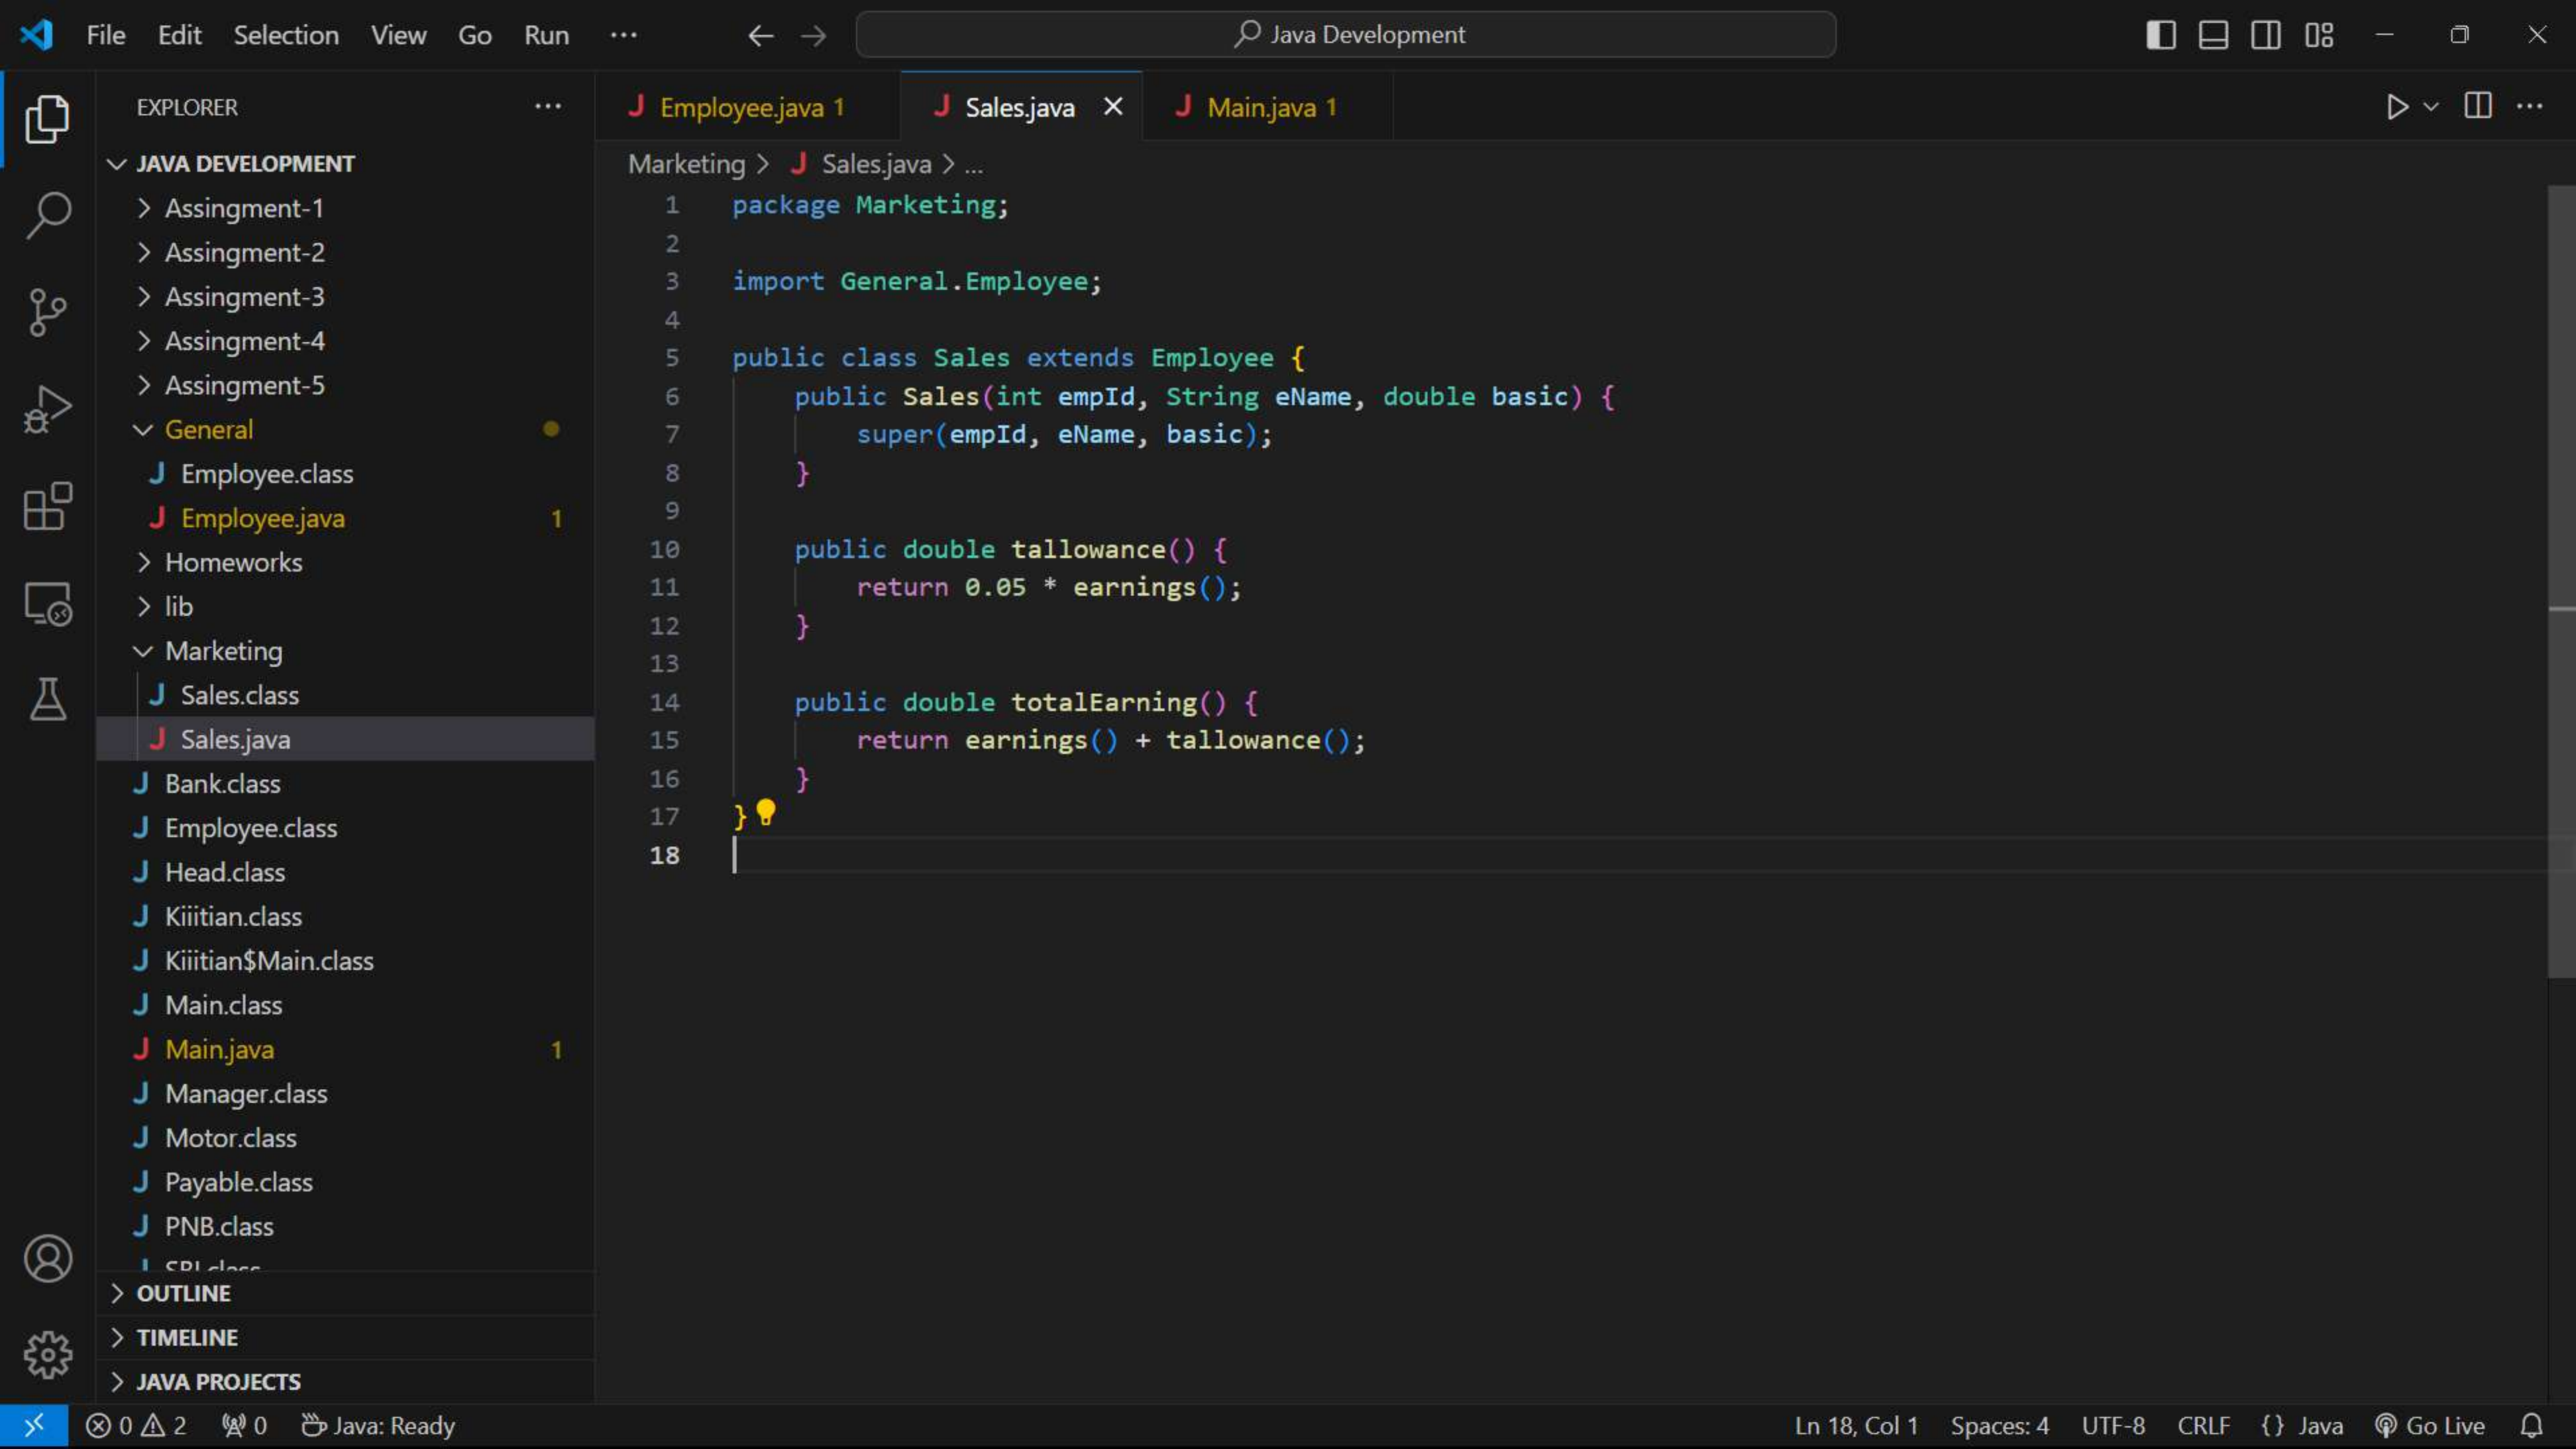 File Edit Selection View Go Run ···
Java Development
EXPLORER ···
JAVA DEVELOPMENT
Assingment-1
Assingment-2
Assingment-3
Assingment-4
Assingment-5
General
Employee.class
Employee.java 1
Homeworks
lib
Marketing
Sales.class
Sales.java
Bank.class
Employee.class
Head.class
Kiiitian.class
Kiiitian$Main.class
Main.class
Main.java 1
Manager.class
Motor.class
Payable.class
PNB.class
SBI.class
OUTLINE
TIMELINE
JAVA PROJECTS
Employee.java 1 Sales.java Main.java 1
Marketing > Sales.java > ...
1 package Marketing;
2
3 import General.Employee;
4
5 public class Sales extends Employee {
6 public Sales(int empId, String eName, double basic) {
7 super(empId, eName, basic);
8 }
9
10 public double tallowance() {
11 return 0.05 * earnings();
12 }
13
14 public double totalEarning() {
15 return earnings() + tallowance();
16 }
17 }
18
0 2 0 Java: Ready Ln 18, Col 1 Spaces: 4 UTF-8 CRLF {} Java Go Live